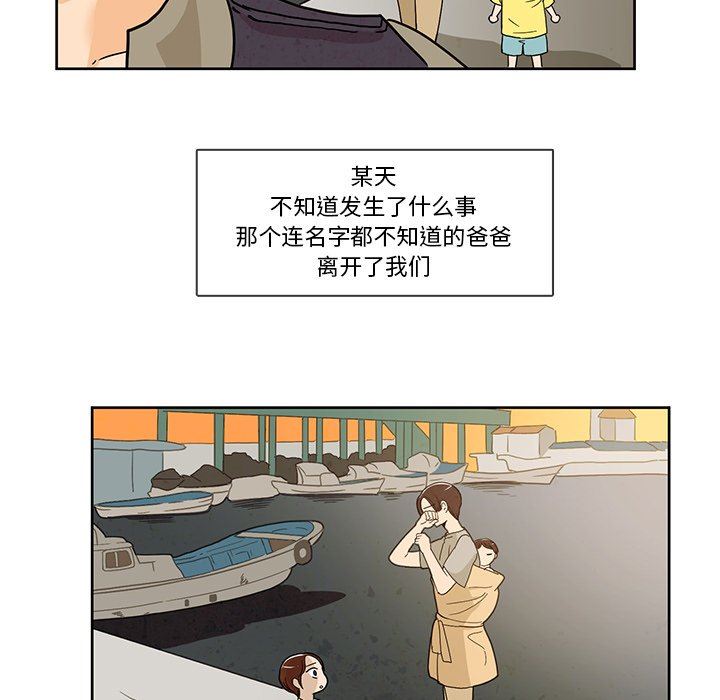 某天
不知道发生了什么事
那个连名字都不知道的爸爸
离开了我们